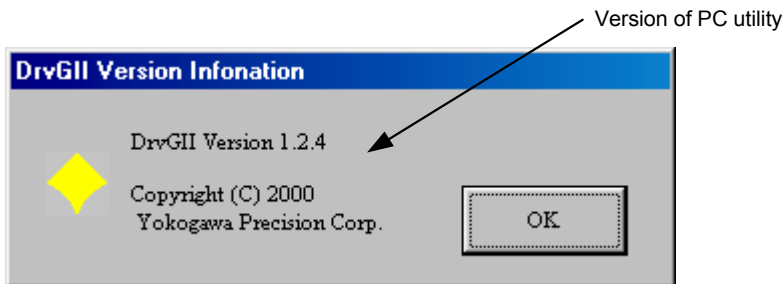 Version of PC utility
DrvGII Version Infonation
DrvGII Version 1.2.4
Copyright (C) 2000
Yokogawa Precision Corp.
OK